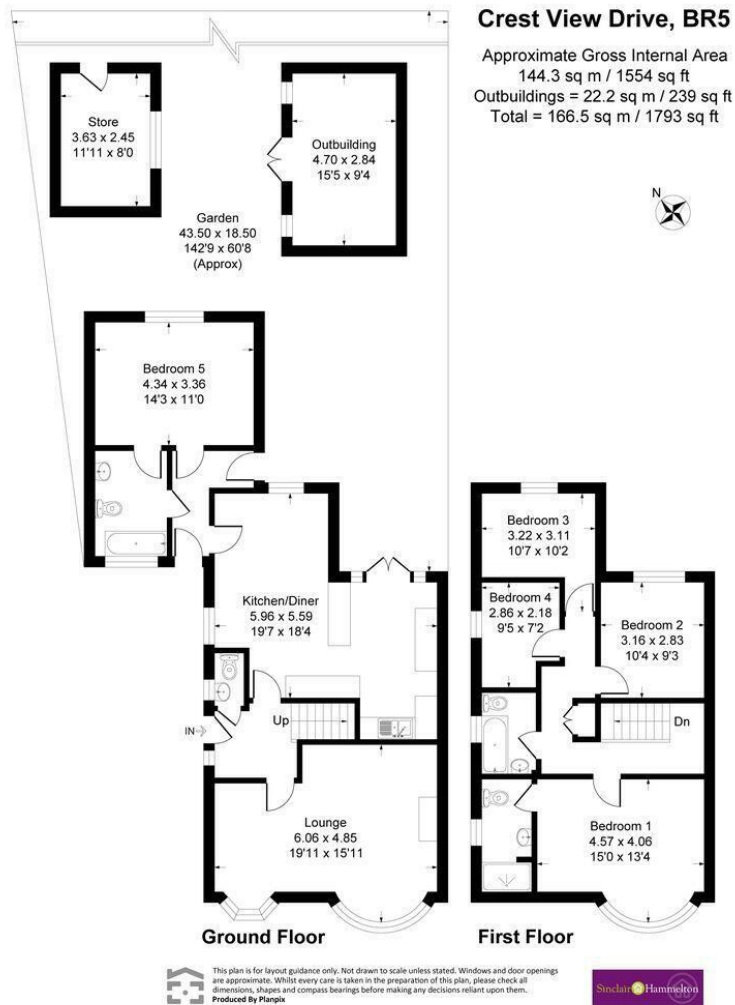 Crest View Drive, BR5
Approximate Gross Internal Area
144.3 sq m / 1554 sq ft
Outbuildings = 22.2 sq m / 239 sq ft
Total = 166.5 sq m / 1793 sq ft
N
Store
3.63 x 2.45
11'11 x 8'0
Outbuilding
4.70 x 2.84
15'5 x 9'4
Garden
43.50 x 18.50
142'9 x 60'8
(Approx)
Bedroom 5
4.34 x 3.36
14'3 x 11'0
Kitchen/Diner
5.96 x 5.59
19'7 x 18'4
Up
IN
Lounge
6.06 x 4.85
19'11 x 15'11
Ground Floor
Bedroom 3
3.22 x 3.11
10'7 x 10'2
Bedroom 4
2.86 x 2.18
9'5 x 7'2
Bedroom 2
3.16 x 2.83
10'4 x 9'3
Dn
Bedroom 1
4.57 x 4.06
15'0 x 13'4
First Floor
This plan is for layout guidance only. Not drawn to scale unless stated. Windows and door openings
are approximate. Whilst every care is taken in the preparation of this plan, please check all
dimensions, shapes and compass bearings before making any decisions reliant upon them.
Produced By Planpix
Sinclair Hammelton